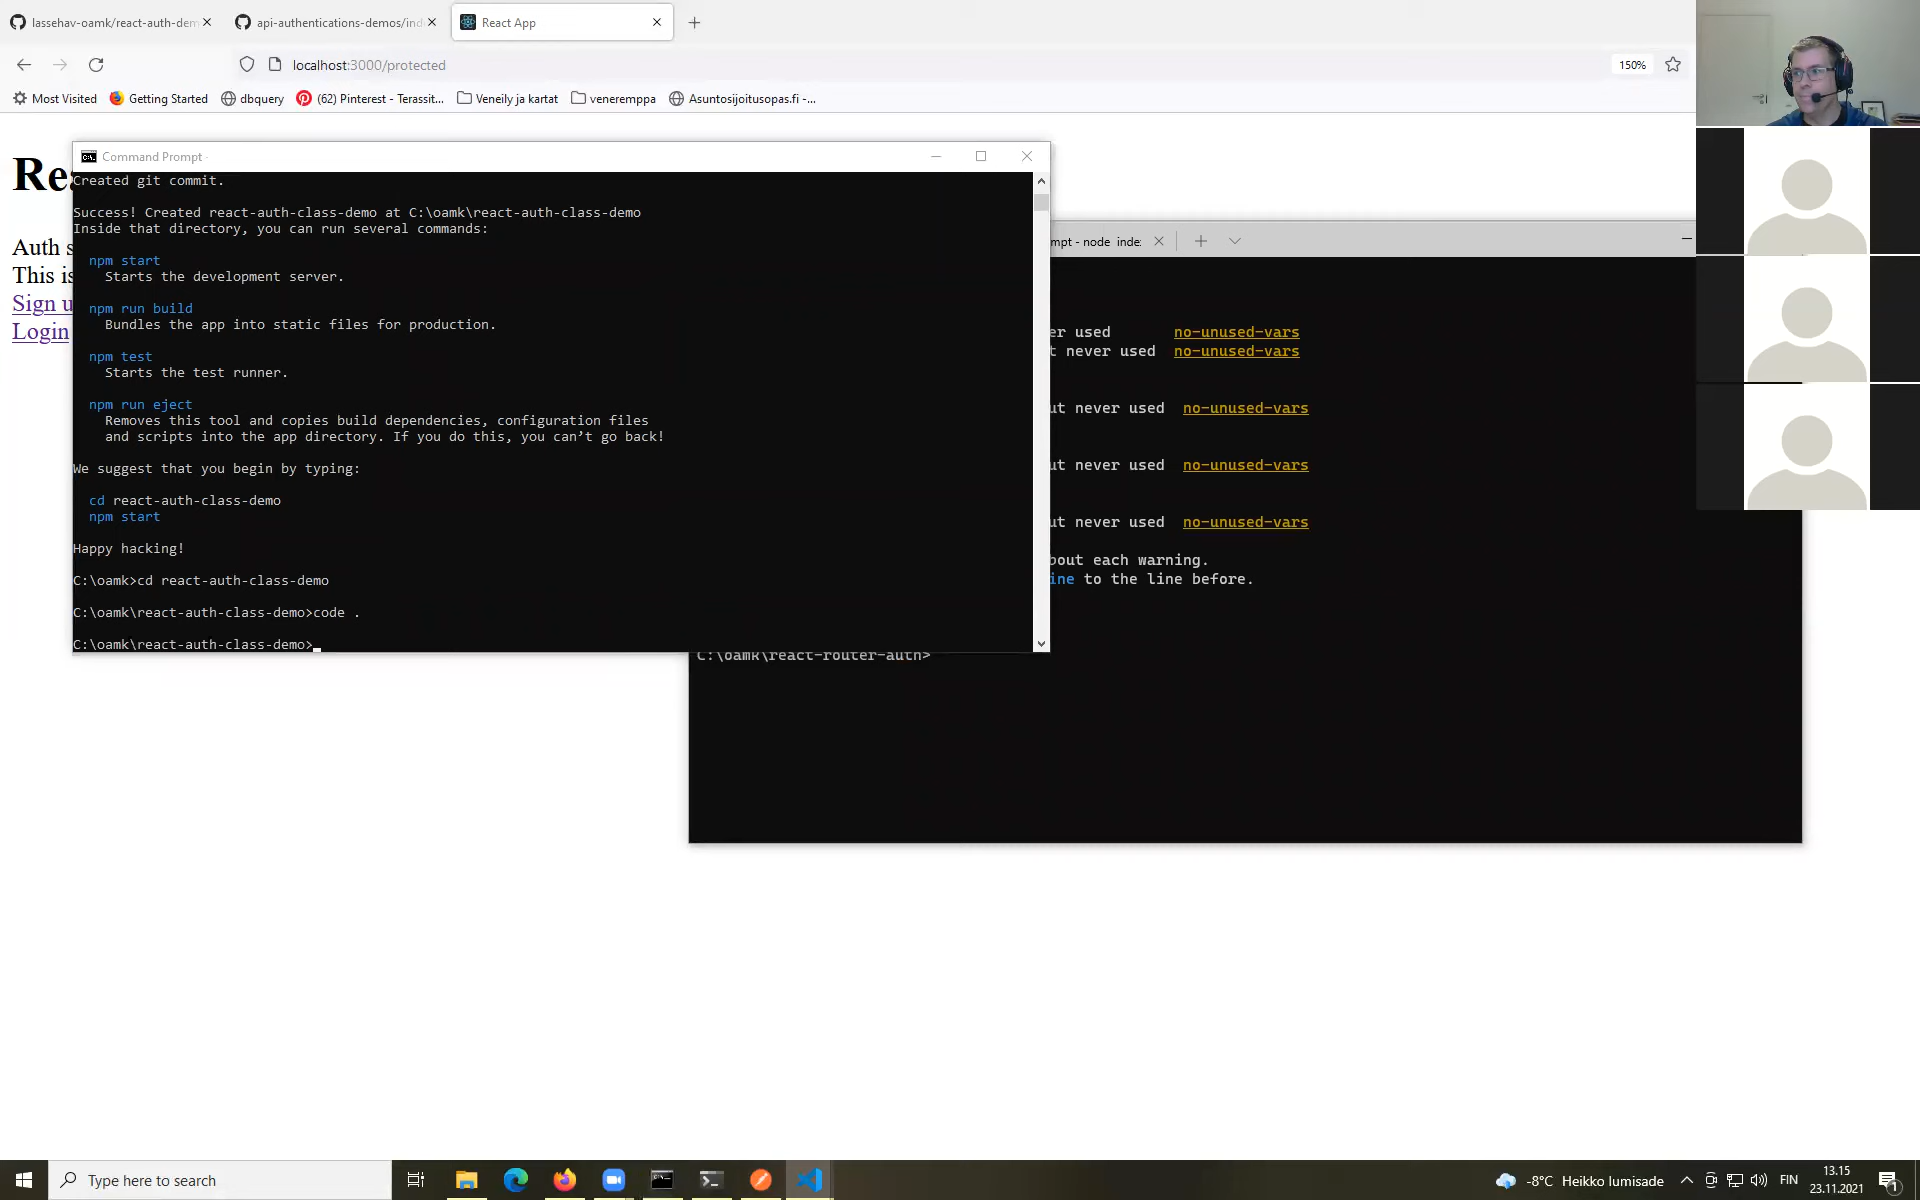 lassehav-oamk/react-auth-dem
api-authentications-demos/ind
React App
localhost:3000/protected
150%
Most Visited
Getting Started
dbquery
(62) Pinterest - Terassit...
Veneily ja kartat
veneremppa
Asuntosijoitusopas.fi -...
Command Prompt
Created git commit.
Success! Created react-auth-class-demo at C:\oamk\react-auth-class-demo
Inside that directory, you can run several commands:
npm start
Starts the development server.
npm run build
Bundles the app into static files for production.
npm test
Starts the test runner.
npm run eject
Removes this tool and copies build dependencies, configuration files
and scripts into the app directory. If you do this, you can't go back!
We suggest that you begin by typing:
cd react-auth-class-demo
npm start
Happy hacking!
C:\oamk>cd react-auth-class-demo
C:\oamk\react-auth-class-demo>code .
C:\oamk\react-auth-class-demo>
Rea
Auth s
This is
Sign u
Login
mpt - node inde
er used no-unused-vars
t never used no-unused-vars
ut never used no-unused-vars
ut never used no-unused-vars
ut never used no-unused-vars
bout each warning.
ine to the line before.
C:\oamk\react-router-auth>
Type here to search
-8°C Heikko lumisade
FIN
13.15
23.11.2021
1